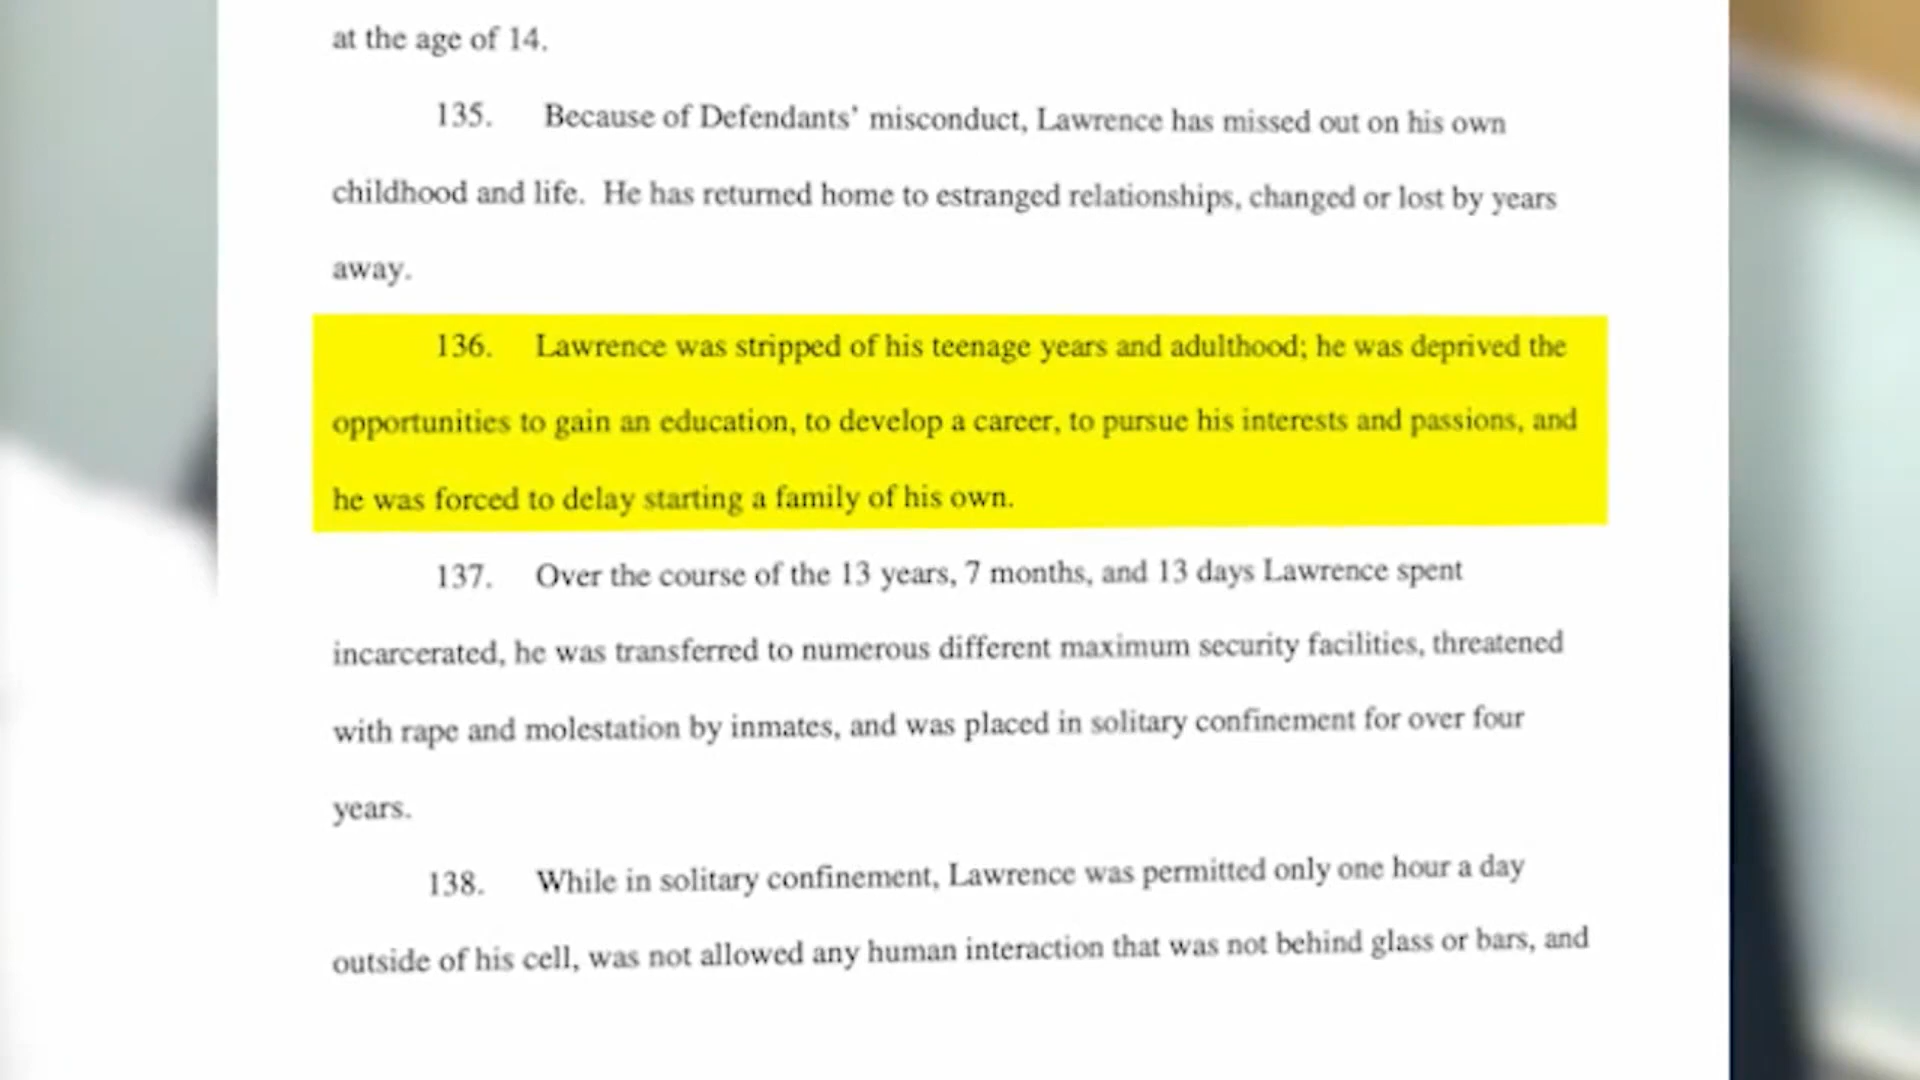 at the age of 14.
135. Because of Defendants' misconduct, Lawrence has missed out on his own
childhood and life. He has returned home to estranged relationships, changed or lost by years
away.
136. Lawrence was stripped of his teenage years and adulthood; he was deprived the
opportunities to gain an education, to develop a career, to pursue his interests and passions, and
he was forced to delay starting a family of his own.
137. Over the course of the 13 years, 7 months, and 13 days Lawrence spent
incarcerated, he was transferred to numerous different maximum security facilities, threatened
with rape and molestation by inmates, and was placed in solitary confinement for over four
years.
138. While in solitary confinement, Lawrence was permitted only one hour a day
outside of his cell, was not allowed any human interaction that was not behind glass or bars, and